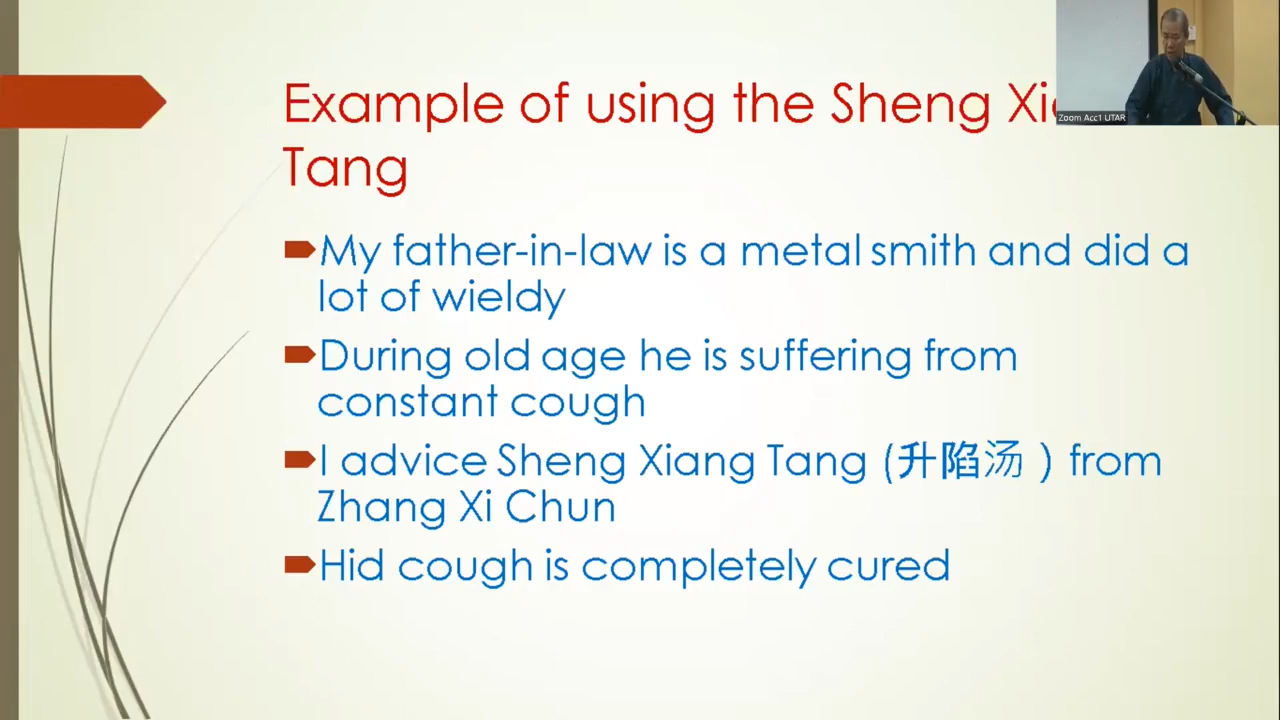 Example of using the Sheng
Tang
My father-in-law is a metal smith and did a
lot of wieldy
During old age he is suffering from
constant cough
I advice Sheng Xiang Tang (升陷汤 ) from
Zhang Xi Chun
Hid cough is completely cured
Zoom Acc1 UTAR